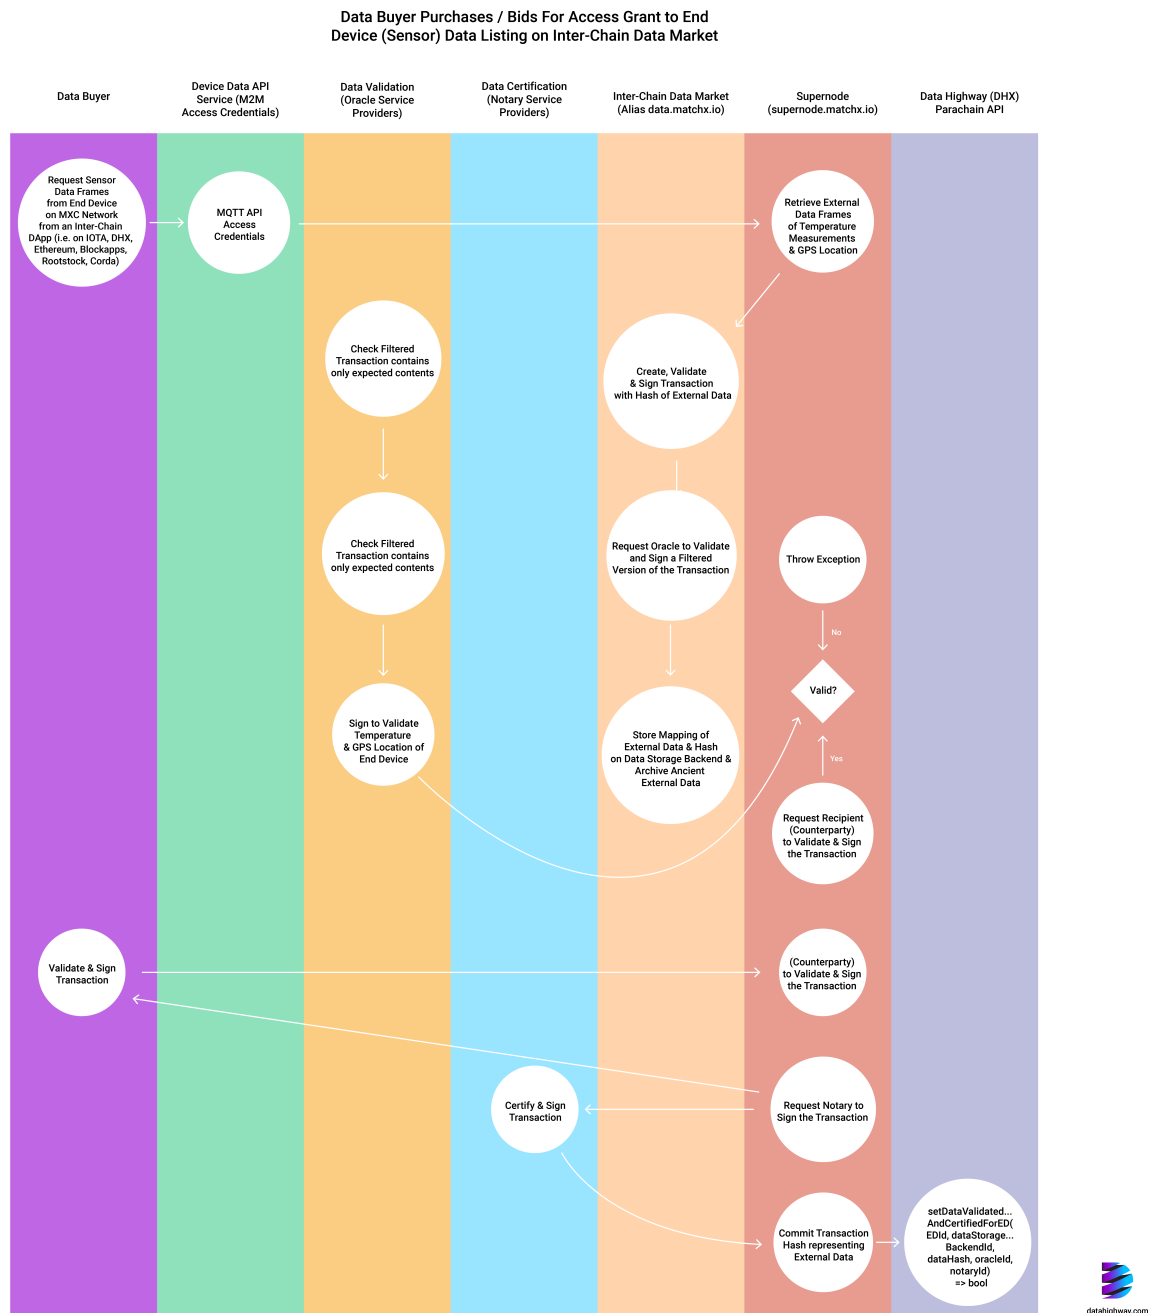 Data Buyer Purchases / Bids For Access Grant to End
Device (Sensor) Data Listing on Inter-Chain Data Market
Data Buyer
Device Data API
Service (M2M
Access Credentials)
Data Validation
(Oracle Service
Providers)
Data Certification
(Notary Service
Providers)
Inter-Chain Data Market
(Alias data.matchx.io)
Supernode
(supernode.matchx.io)
Data Highway (DHX)
Parachain API
Request Sensor
Data Frames
from End Device
on MXC Network
from an Inter-Chain
DApp (i.e. on IOTA, DHX,
Ethereum, Blockapps,
Rootstock, Corda)
MQTT API
Access
Credentials
Retrieve External
Data Frames
of Temperature
Measurements
& GPS Location
Check Filtered
Transaction contains
only expected contents
Create, Validate
& Sign Transaction
with Hash of External Data
Check Filtered
Transaction contains
only expected contents
Request Oracle to Validate
and Sign a Filtered
Version of the Transaction
Throw Exception
No
Valid?
Yes
Sign to Validate
Temperature
& GPS Location of
End Device
Store Mapping of
External Data & Hash
on Data Storage Backend &
Archive Ancient
External Data
Request Recipient
(Counterparty)
to Validate & Sign
the Transaction
Validate & Sign
Transaction
(Counterparty)
to Validate & Sign
the Transaction
Certify & Sign
Transaction
Request Notary to
Sign the Transaction
Commit Transaction
Hash representing
External Data
setDataValidated...
AndCertifiedForED(
EDId, dataStorage...
BackendId,
dataHash, oracleId,
notaryId)
=> bool
datahighway.com